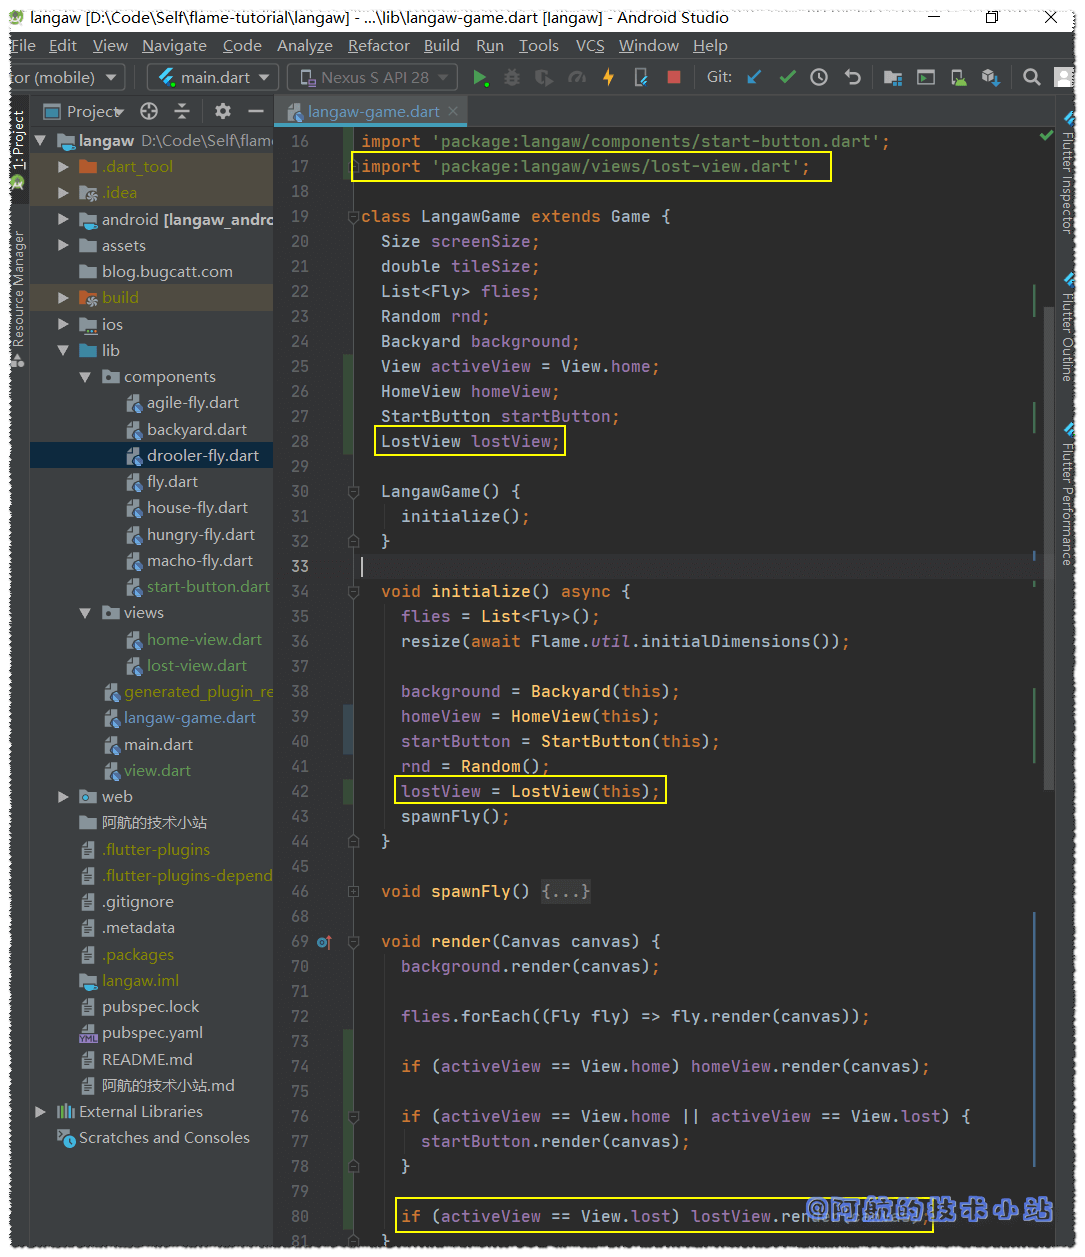 langaw [D:\Code\Self\flame-tutorial\langaw] - ...\lib\langaw-game.dart [langaw] - Android Studio
File Edit View Navigate Code Analyze Refactor Build Run Tools VCS Window Help
tor (mobile) main.dart Nexus S API 28 Git:
1: Project
Resource Manager
Project
langaw D:\Code\Self\flame
.dart_tool
.idea
android [langaw_andro
assets
blog.bugcatt.com
build
ios
lib
components
agile-fly.dart
backyard.dart
drooler-fly.dart
fly.dart
house-fly.dart
hungry-fly.dart
macho-fly.dart
start-button.dart
views
home-view.dart
lost-view.dart
generated_plugin_re
langaw-game.dart
main.dart
view.dart
web
阿航的技术小站
.flutter-plugins
.flutter-plugins-depend
.gitignore
.metadata
.packages
langaw.iml
pubspec.lock
pubspec.yaml
README.md
阿航的技术小站.md
External Libraries
Scratches and Consoles
langaw-game.dart
16 import 'package:langaw/components/start-button.dart';
17 import 'package:langaw/views/lost-view.dart';
18
19 class LangawGame extends Game {
20 Size screenSize;
21 double tileSize;
22 List<Fly> flies;
23 Random rnd;
24 Backyard background;
25 View activeView = View.home;
26 HomeView homeView;
27 StartButton startButton;
28 LostView lostView;
29
30 LangawGame() {
31 initialize();
32 }
33
34 void initialize() async {
35 flies = List<Fly>();
36 resize(await Flame.util.initialDimensions());
37
38 background = Backyard(this);
39 homeView = HomeView(this);
40 startButton = StartButton(this);
41 rnd = Random();
42 lostView = LostView(this);
43 spawnFly();
44 }
45
46 void spawnFly() {...}
68
69 void render(Canvas canvas) {
70 background.render(canvas);
71
72 flies.forEach((Fly fly) => fly.render(canvas));
73
74 if (activeView == View.home) homeView.render(canvas);
75
76 if (activeView == View.home || activeView == View.lost) {
77 startButton.render(canvas);
78 }
79
80 if (activeView == View.lost) lostView.render(canvas);
81 }
Flutter Inspector
Flutter Outline
Flutter Performance
@阿航的技术小站